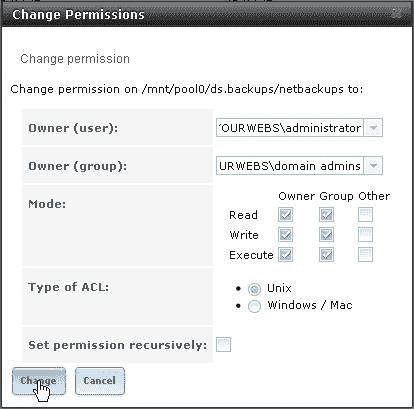 Change Permissions
Change permission
Change permission on /mnt/pool0/ds.backups/netbackups to:
Owner (user): OURWEBS\administrator
Owner (group): URWEBS\domain admins
Mode: Owner Group Other
Read
Write
Execute
Type of ACL: Unix
Windows / Mac
Set permission recursively:
Change Cancel